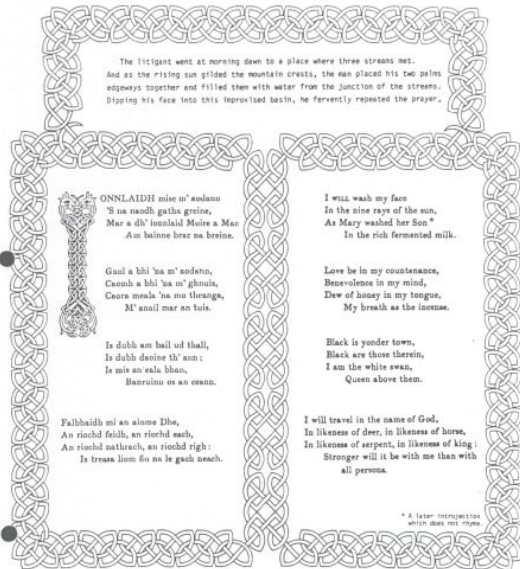 The litigant went at morning dawn to a place where three streams met.
And as the rising sun gilded the mountain crests, the man placed his two palms
edgeways together and filled them with water from the junction of the streams.
Dipping his face into this improvised basin, he fervently repeated the prayer,
IONNLAIDH mise m' aodann
'S na naodh gatha greine,
Mar a dh' ionnlaid Moire a Mac
Am bainne brac na breine.
Gaol a bhi 'na m' aodann,
Caomh a bhi 'na m' ghnuis,
Caora meala 'na mo theanga,
M' anail mar an tuis.
Is dubh am bail ud thall,
Is dubh daoine th' ann;
Is mis an eala bhan,
Banruinn os an ceann.
Falbhaidh mi an ainme Dhe,
An riochd feidh, an riochd each,
An riochd nathrach, an riochd righ:
Is treasa liom fin na le gach neach.
I WILL wash my face
In the nine rays of the sun,
As Mary washed her Son*
In the rich fermented milk.
Love be in my countenance,
Benevolence in my mind,
Dew of honey in my tongue,
My breath as the incense.
Black is yonder town,
Black are those therein,
I am the white swan,
Queen above them.
I will travel in the name of God,
In likeness of deer, in likeness of horse,
In likeness of serpent, in likeness of king:
Stronger will it be with me than with
all persons.
* A later introjection
which does not rhyme.